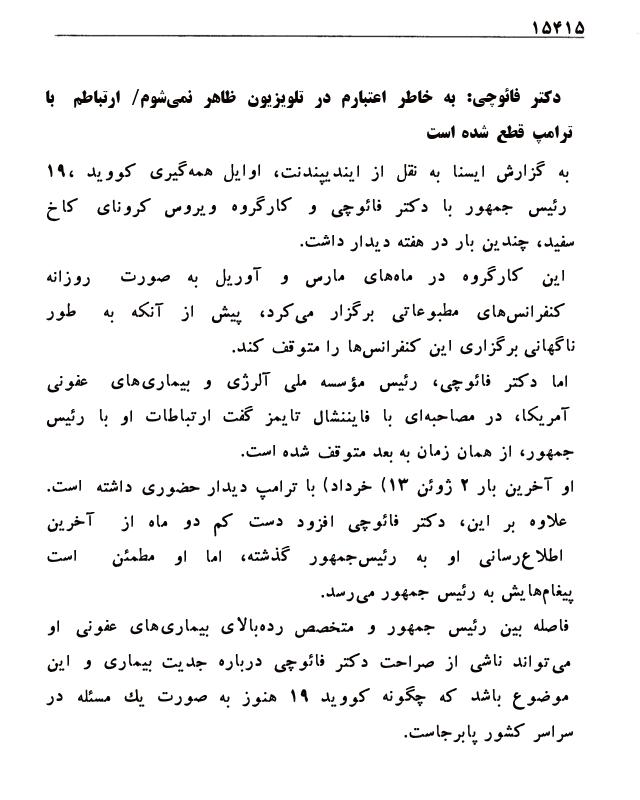 ۱۵۴۱۵
دکتر فائوچی: به خاطر اعتبارم در تلویزیون ظاهر نمی‌شوم/ ارتباطم با
ترامپ قطع شده است
به گزارش ایسنا به نقل از ایندیپندنت، اوایل همه‌گیری کووید ،۱۹
رئیس جمهور با دکتر فائوچی و کارگروه ویروس کرونای کاخ
سفید، چندین بار در هفته دیدار داشت.
این کارگروه در ماه‌های مارس و آوریل به صورت روزانه
کنفرانس‌های مطبوعاتی برگزار می‌کرد، پیش از آنکه به طور
ناگهانی برگزاری این کنفرانس‌ها را متوقف کند.
اما دکتر فائوچی، رئیس مؤسسه ملی آلرژی و بیماری‌های عفونی
آمریکا، در مصاحبه‌ای با فایننشال تایمز گفت ارتباطات او با رئیس
جمهور، از همان زمان به بعد متوقف شده است.
او آخرین بار ۲ ژوئن ۱۳) خرداد) با ترامپ دیدار حضوری داشته است.
علاوه بر این، دکتر فائوچی افزود دست کم دو ماه از آخرین
اطلاع‌رسانی او به رئیس‌جمهور گذشته، اما او مطمئن است
پیغام‌هایش به رئیس جمهور می‌رسد.
فاصله بین رئیس جمهور و متخصص رده‌بالای بیماری‌های عفونی او
می‌تواند ناشی از صراحت دکتر فائوچی درباره جدیت بیماری و این
موضوع باشد که چگونه کووید ۱۹ هنوز به صورت یك مسئله در
سراسر کشور پابرجاست.